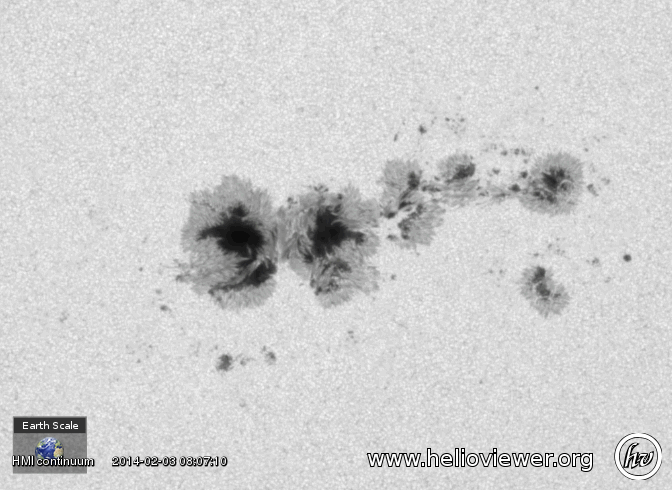 Earth Scale
HMI continuum 2014-02-03 08:07:10
www.helioviewer.org
hv